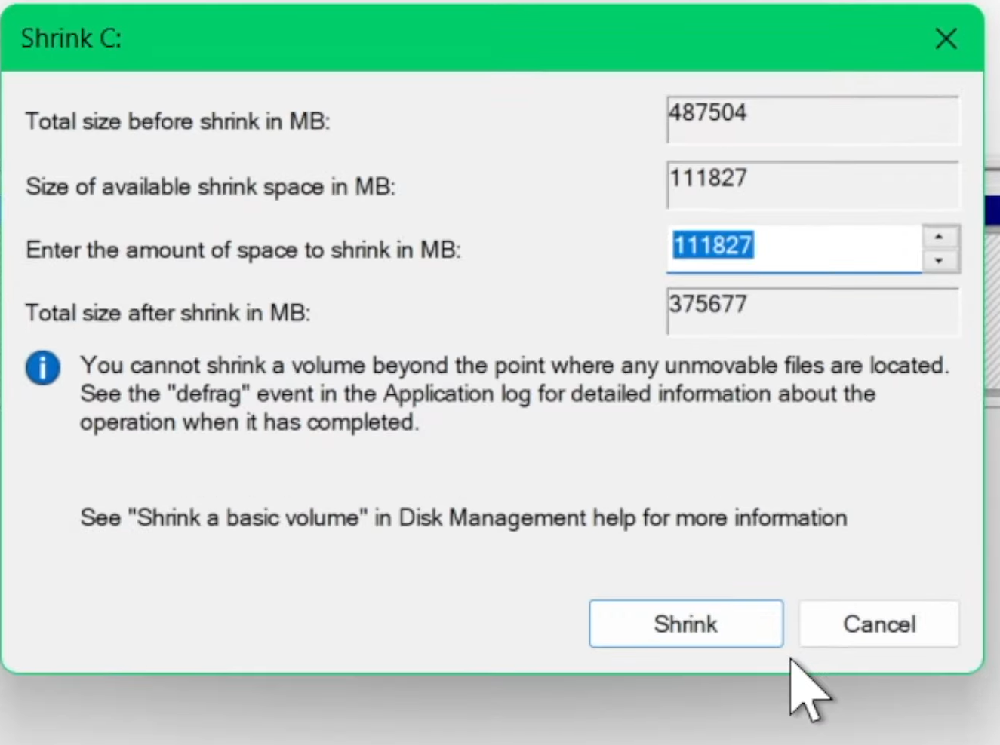 Shrink C:
Total size before shrink in MB: 487504
Size of available shrink space in MB: 111827
Enter the amount of space to shrink in MB: 111827
Total size after shrink in MB: 375677
You cannot shrink a volume beyond the point where any unmovable files are located.
See the "defrag" event in the Application log for detailed information about the
operation when it has completed.
See "Shrink a basic volume" in Disk Management help for more information
Shrink Cancel